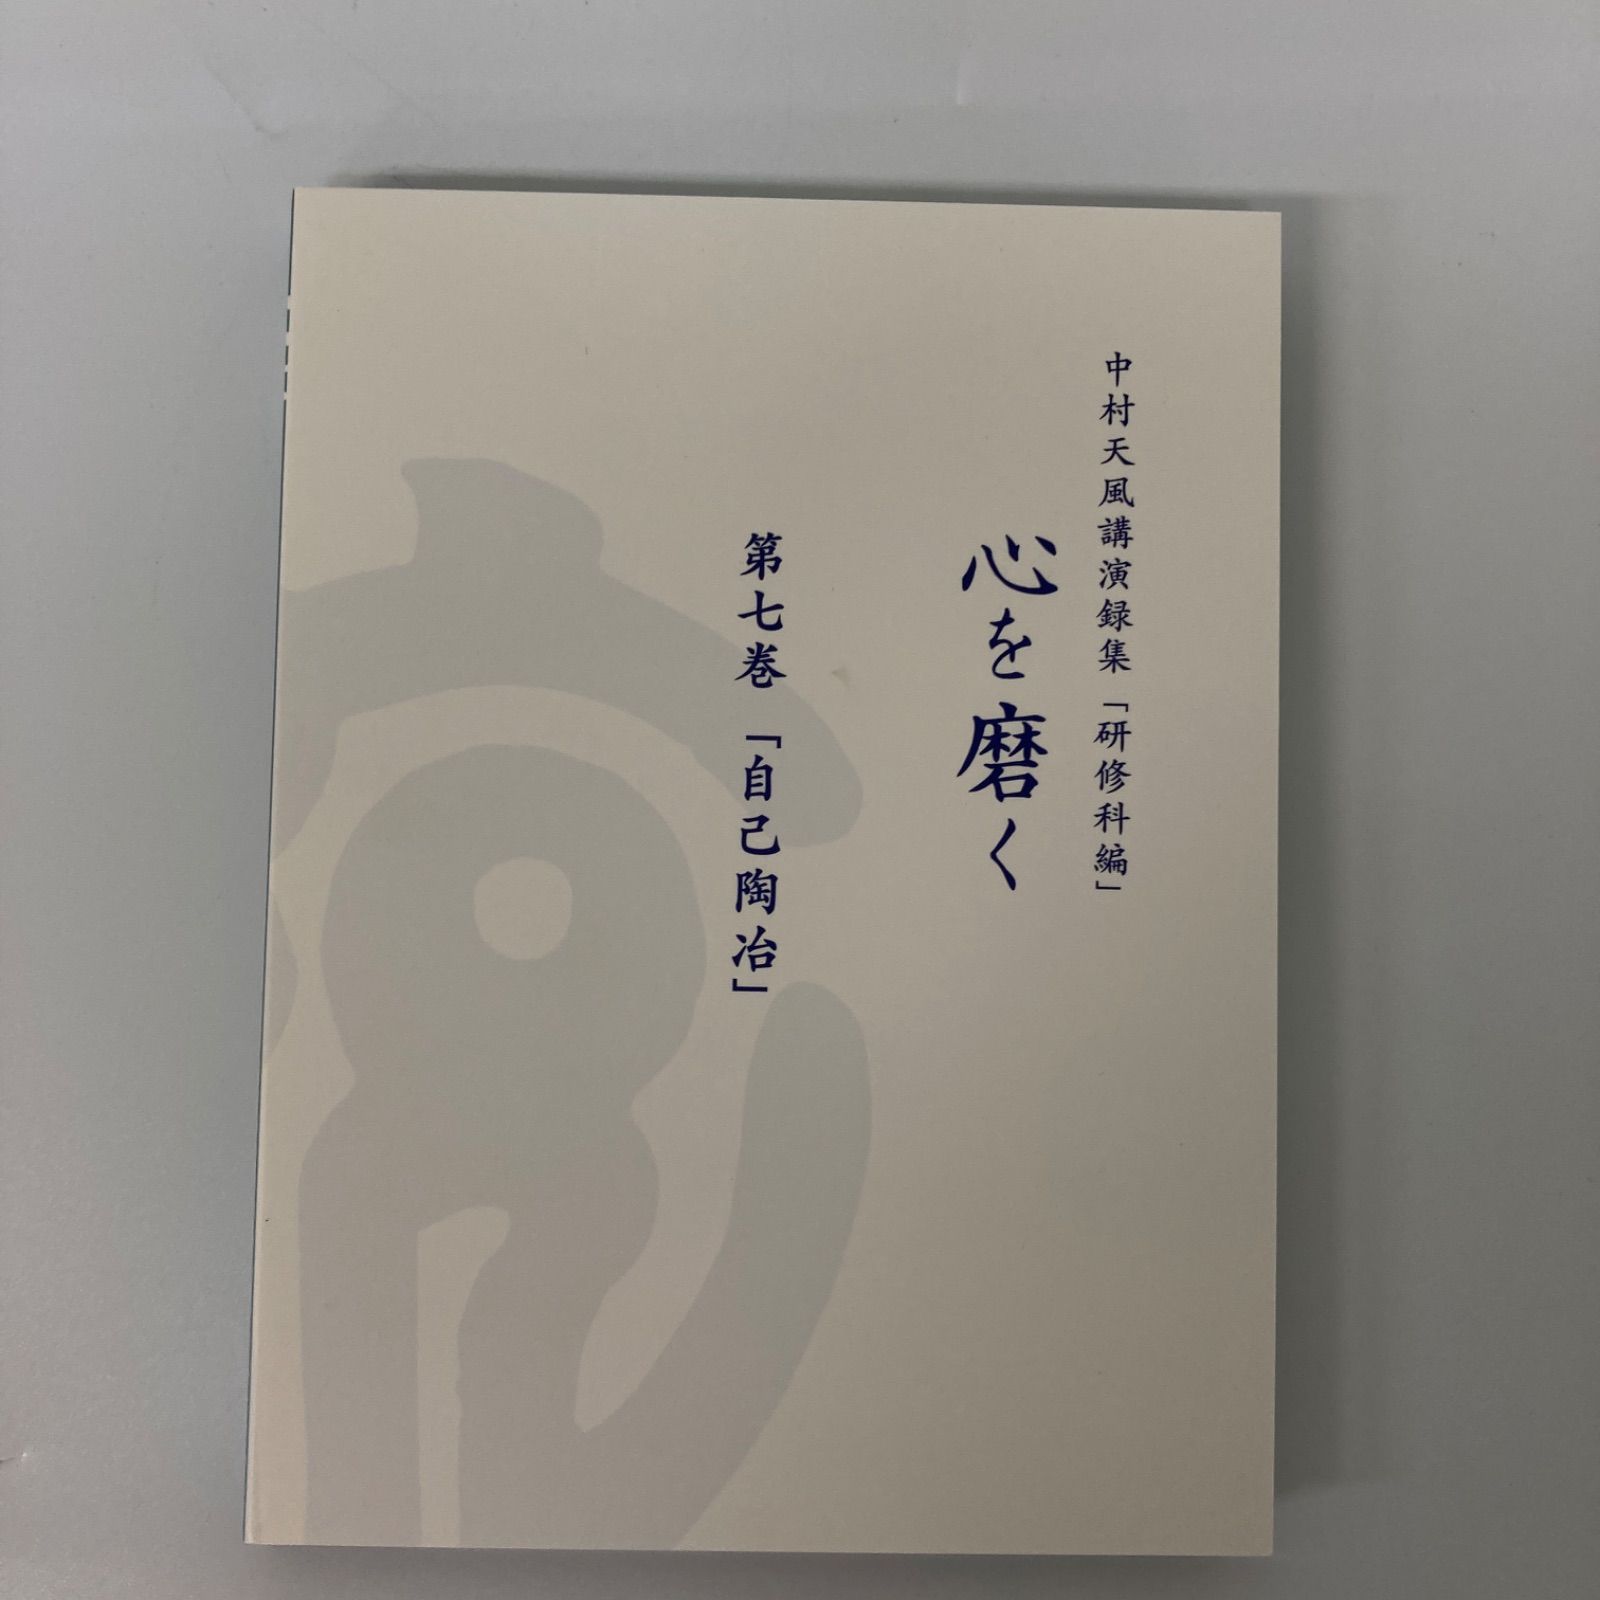 中村天風講演録集「研修科編」
心を磨く
第七巻「自己陶冶」